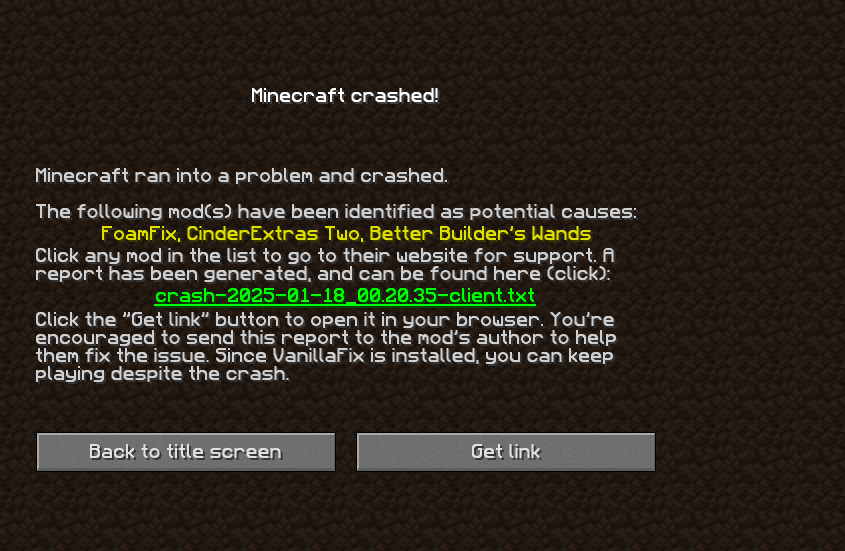 Minecraft crashed!
Minecraft ran into a problem and crashed.
The following mod(s) have been identified as potential causes:
FoamFix, CinderExtras Two, Better Builder's Wands
Click any mod in the list to go to their website for support. A
report has been generated, and can be found here (click):
crash-2025-01-18_00.20.35-client.txt
Click the "Get link" button to open it in your browser. You're
encouraged to send this report to the mod's author to help
them fix the issue. Since VanillaFix is installed, you can keep
playing despite the crash.
Back to title screen
Get link